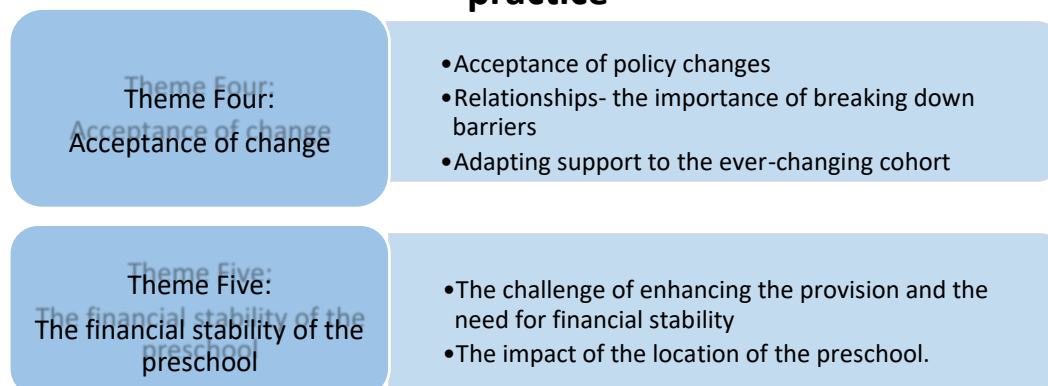 practice
Theme Four:
Acceptance of change
•Acceptance of policy changes
•Relationships- the importance of breaking down
barriers
•Adapting support to the ever-changing cohort
Theme Five:
The financial stability of the
preschool
•The challenge of enhancing the provision and the
need for financial stability
•The impact of the location of the preschool.